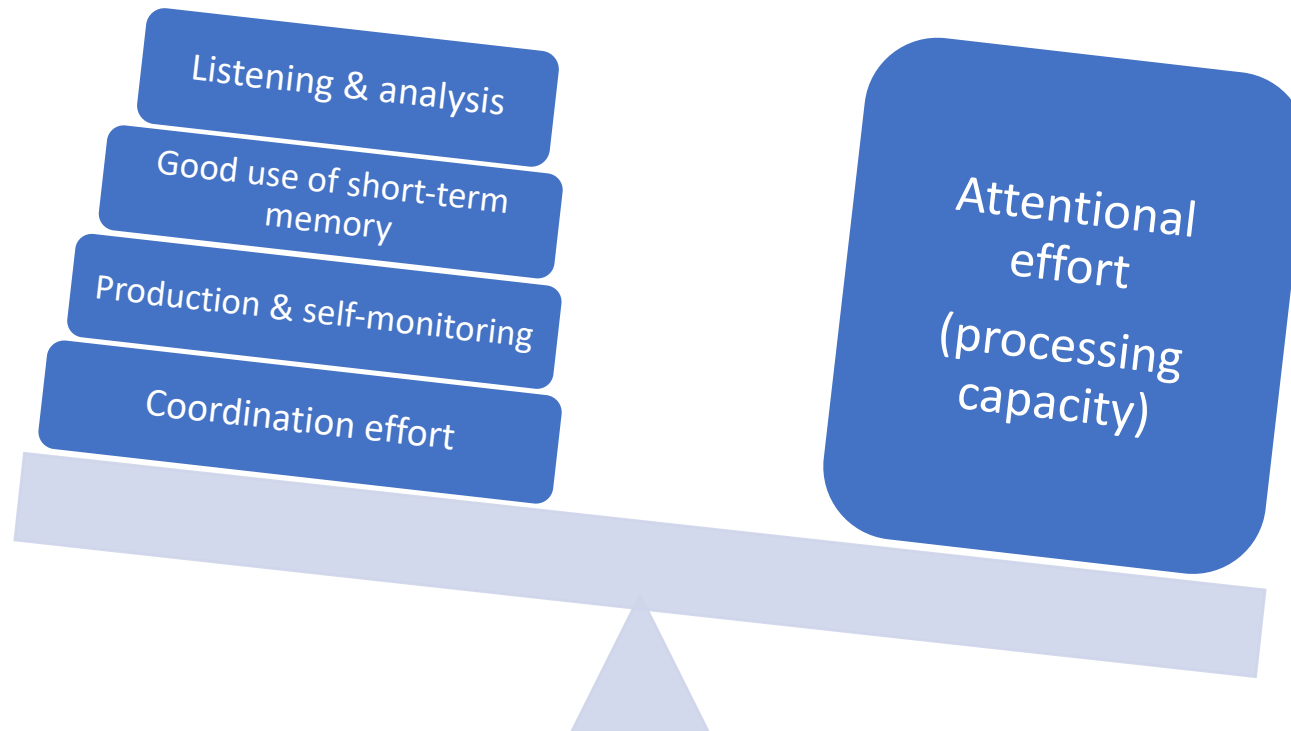 Listening & analysis
Good use of short-term
memory
Production & self-monitoring
Coordination effort
Attentional
effort
(processing
capacity)